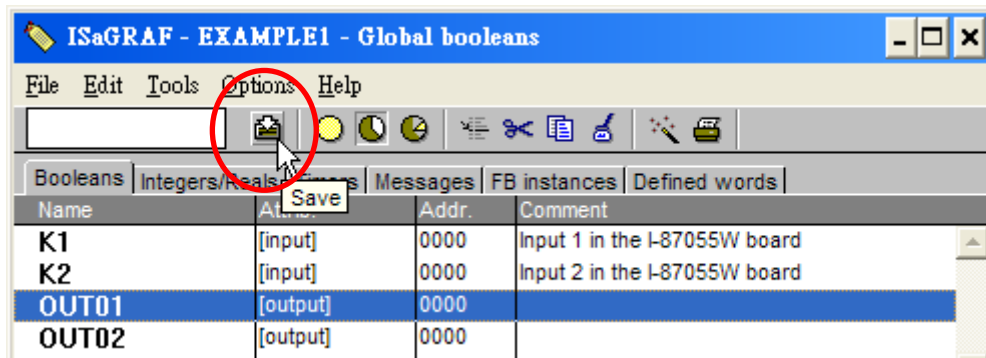 ISaGRAF - EXAMPLE1 - Global booleans
File Edit Tools Options Help
Booleans Integers/Reals Timers Messages FB instances Defined words
Save
Name Attrib. Addr. Comment
K1 [input] 0000 Input 1 in the I-87055W board
K2 [input] 0000 Input 2 in the I-87055W board
OUT01 [output] 0000
OUT02 [output] 0000